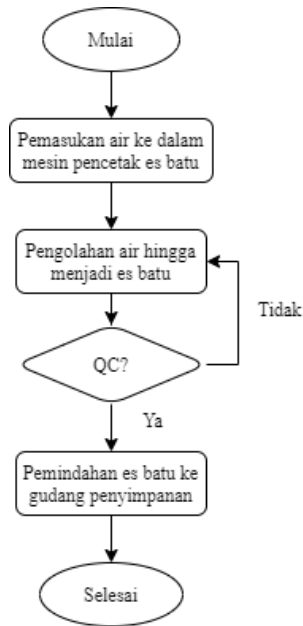 Mulai
Pemasukan air ke dalam
mesin pencetak es batu
Pengolahan air hingga
menjadi es batu
Tidak
QC?
Ya
Pemindahan es batu ke
gudang penyimpanan
Selesai